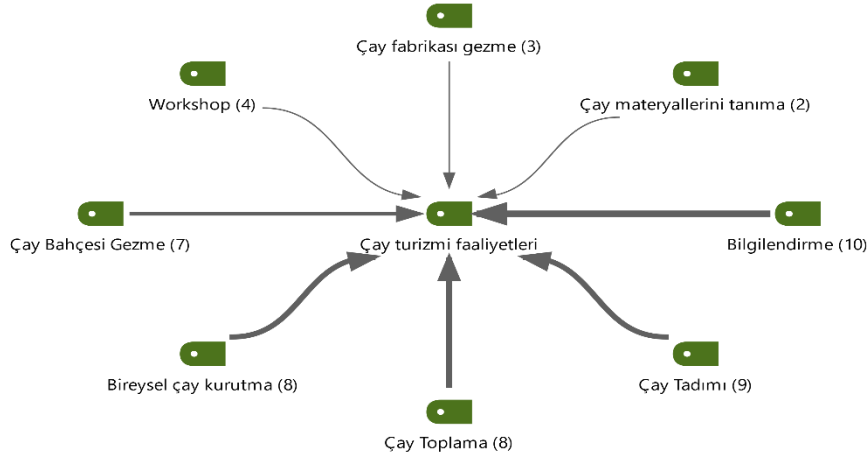 Çay fabrikası gezme (3)
Workshop (4)
Çay materyallerini tanıma (2)
Çay Bahçesi Gezme (7)
Çay turizmi faaliyetleri
Bilgilendirme (10)
Bireysel çay kurutma (8)
Çay Tadımı (9)
Çay Toplama (8)